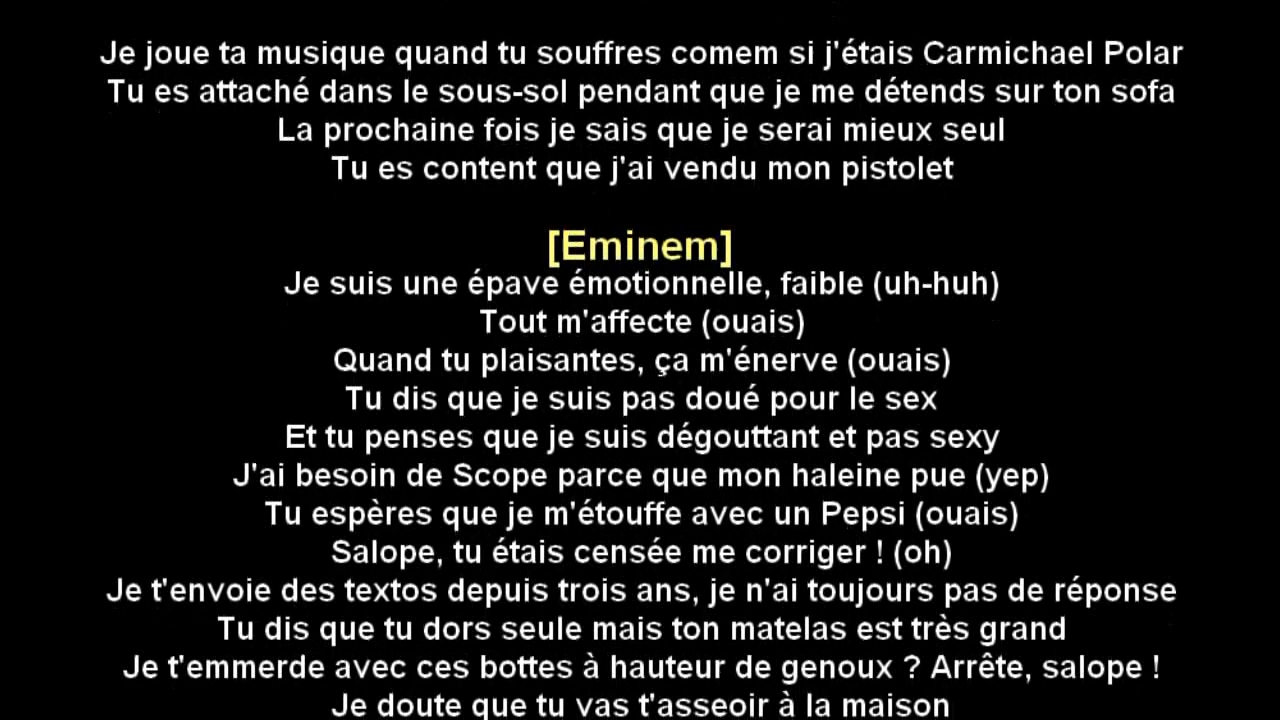 Je joue ta musique quand tu souffres comem si j'étais Carmichael Polar
Tu es attaché dans le sous-sol pendant que je me détends sur ton sofa
La prochaine fois je sais que je serai mieux seul
Tu es content que j'ai vendu mon pistolet
[Eminem]
Je suis une épave émotionnelle, faible (uh-huh)
Tout m'affecte (ouais)
Quand tu plaisantes, ça m'énerve (ouais)
Tu dis que je suis pas doué pour le sex
Et tu penses que je suis dégouttant et pas sexy
J'ai besoin de Scope parce que mon haleine pue (yep)
Tu espères que je m'étouffe avec un Pepsi (ouais)
Salope, tu étais censée me corriger ! (oh)
Je t'envoie des textos depuis trois ans, je n'ai toujours pas de réponse
Tu dis que tu dors seule mais ton matelas est très grand
Je t'emmerde avec ces bottes à hauteur de genoux ? Arrête, salope !
Je doute que tu vas t'asseoir à la maison